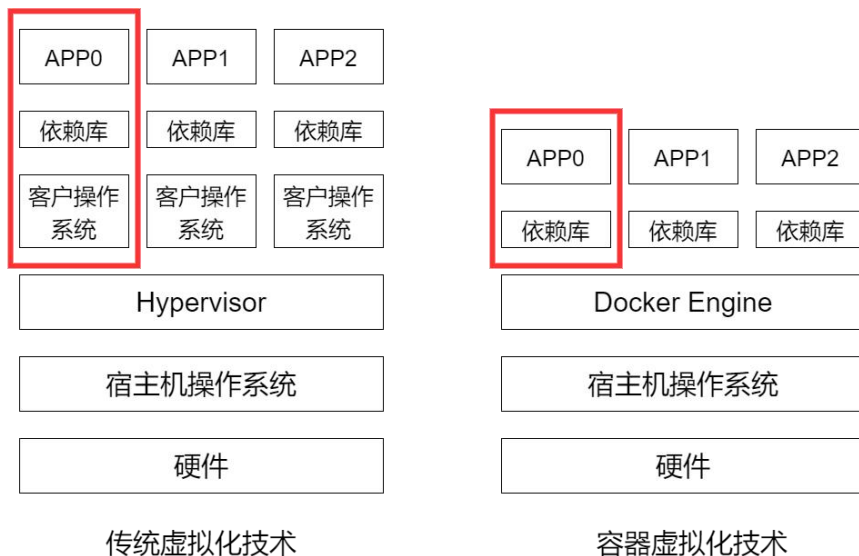 APP0 APP1 APP2
依赖库 依赖库 依赖库
客户操作 客户操作 客户操作
系统 系统 系统
Hypervisor
宿主机操作系统
硬件
传统虚拟化技术
APP0 APP1 APP2
依赖库 依赖库 依赖库
Docker Engine
宿主机操作系统
硬件
容器虚拟化技术